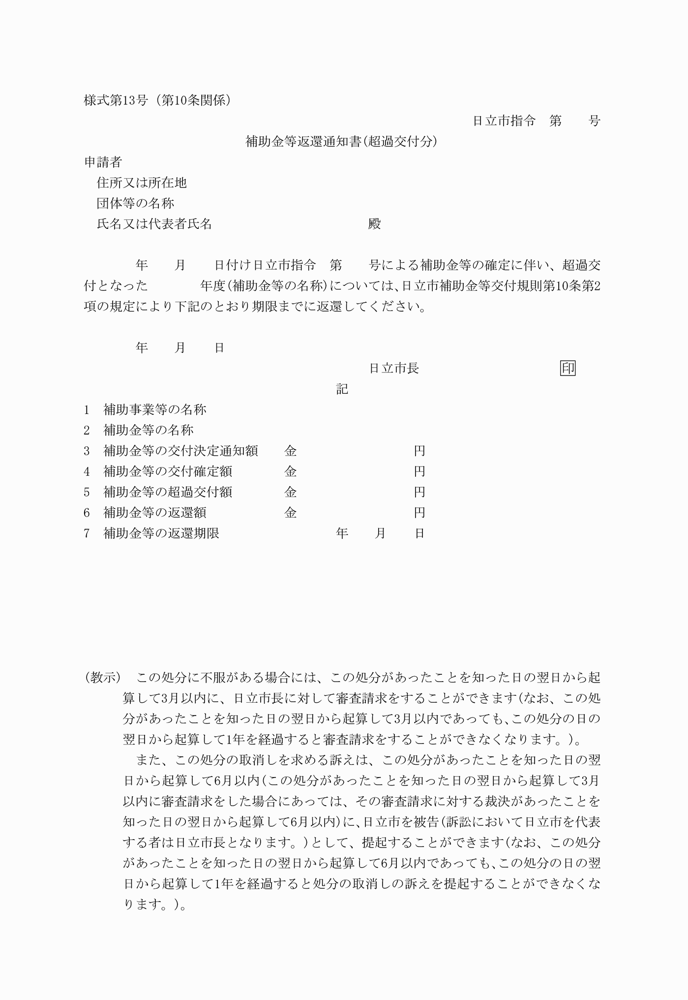 様式第13号（第10条関係）
日立市指令　第　　号
補助金等返還通知書(超過交付分)
申請者
住所又は所在地
団体等の名称
氏名又は代表者氏名　　　　　　　　　　　　殿
年　　月　　日付け日立市指令　第　　号による補助金等の確定に伴い、超過交
付となった　　　　年度(補助金等の名称)については、日立市補助金等交付規則第10条第2
項の規定により下記のとおり期限までに返還してください。
年　　月　　日
日立市長　　　　　　　　　　　印
記
1　補助事業等の名称
2　補助金等の名称
3　補助金等の交付決定通知額　　金　　　　　　　　　円
4　補助金等の交付確定額　　　　金　　　　　　　　　円
5　補助金等の超過交付額　　　　金　　　　　　　　　円
6　補助金等の返還額　　　　　　金　　　　　　　　　円
7　補助金等の返還期限　　　　　　　　　年　　月　　日
（教示）　この処分に不服がある場合には、この処分があったことを知った日の翌日から起
算して3月以内に、日立市長に対して審査請求をすることができます(なお、この処
分があったことを知った日の翌日から起算して3月以内であっても、この処分の日の
翌日から起算して1年を経過すると審査請求をすることができなくなります。)。
また、この処分の取消しを求める訴えは、この処分があったことを知った日の翌
日から起算して6月以内(この処分があったことを知った日の翌日から起算して3月
以内に審査請求をした場合にあっては、その審査請求に対する裁決があったことを
知った日の翌日から起算して6月以内)に、日立市を被告(訴訟において日立市を代表
する者は日立市長となります。)として、提起することができます(なお、この処分
があったことを知った日の翌日から起算して6月以内であっても、この処分の日の翌
日から起算して1年を経過すると処分の取消しの訴えを提起することができなくな
ります。)。